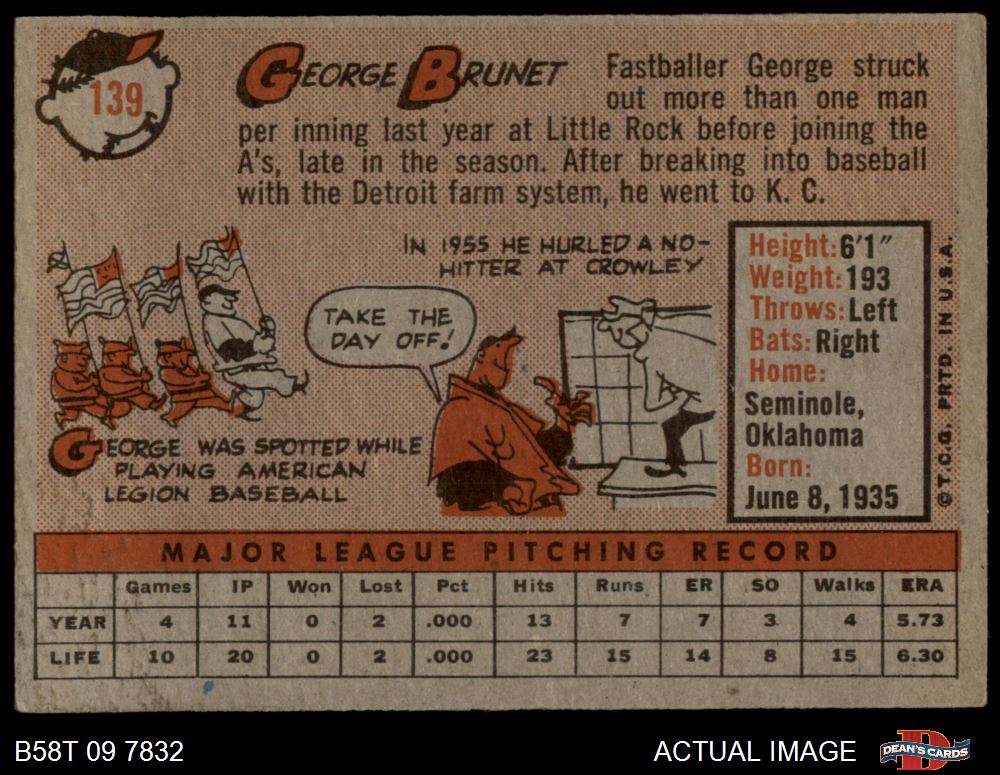 139
GEORGE BRUNET
Fastballer George struck
out more than one man
per inning last year at Little Rock before joining the
A's, late in the season. After breaking into baseball
with the Detroit farm system, he went to K. C.
IN 1955 HE HURLED A NO-
HITTER AT CROWLEY
TAKE THE
DAY OFF!
GEORGE WAS SPOTTED WHILE
PLAYING AMERICAN
LEGION BASEBALL
Height: 6'1"
Weight: 193
Throws: Left
Bats: Right
Home:
Seminole,
Oklahoma
Born:
June 8, 1935
© T.C.G. PRTD. IN U.S.A.
MAJOR LEAGUE PITCHING RECORD
Games IP Won Lost Pct Hits Runs ER SO Walks ERA
YEAR 4 11 0 2 .000 13 7 7 3 4 5.73
LIFE 10 20 0 2 .000 23 15 14 8 15 6.30
B58T 09 7832
ACTUAL IMAGE
D
DEAN'S CARDS